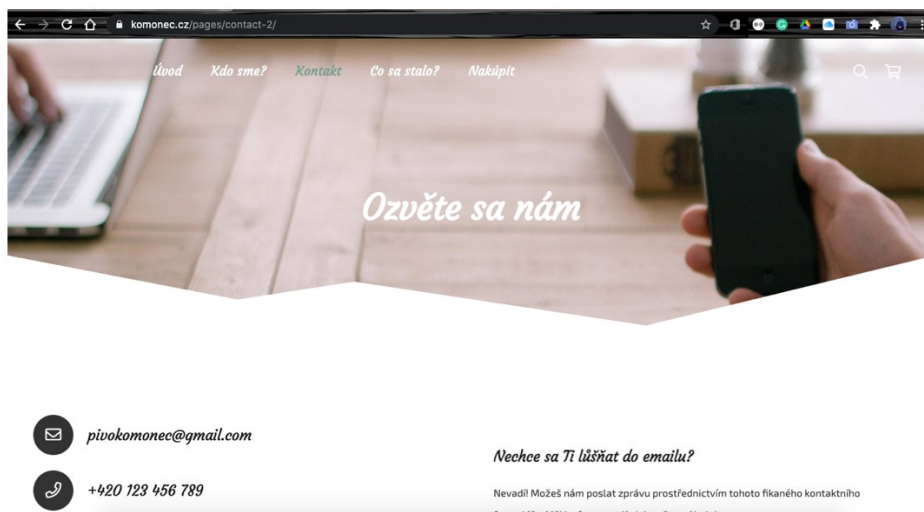 komonec.cz/pages/contact-2/
Úvod Kdo sme? Kontakt Co sa stalo? Nakúpit
Ozvěte sa nám
pivokomonec@gmail.com
+420 123 456 789
Nechce sa Ti lůšňat do emailu?
Nevadí! Možeš nám poslat zprávu prostřednictvím tohoto fikaného kontaktního